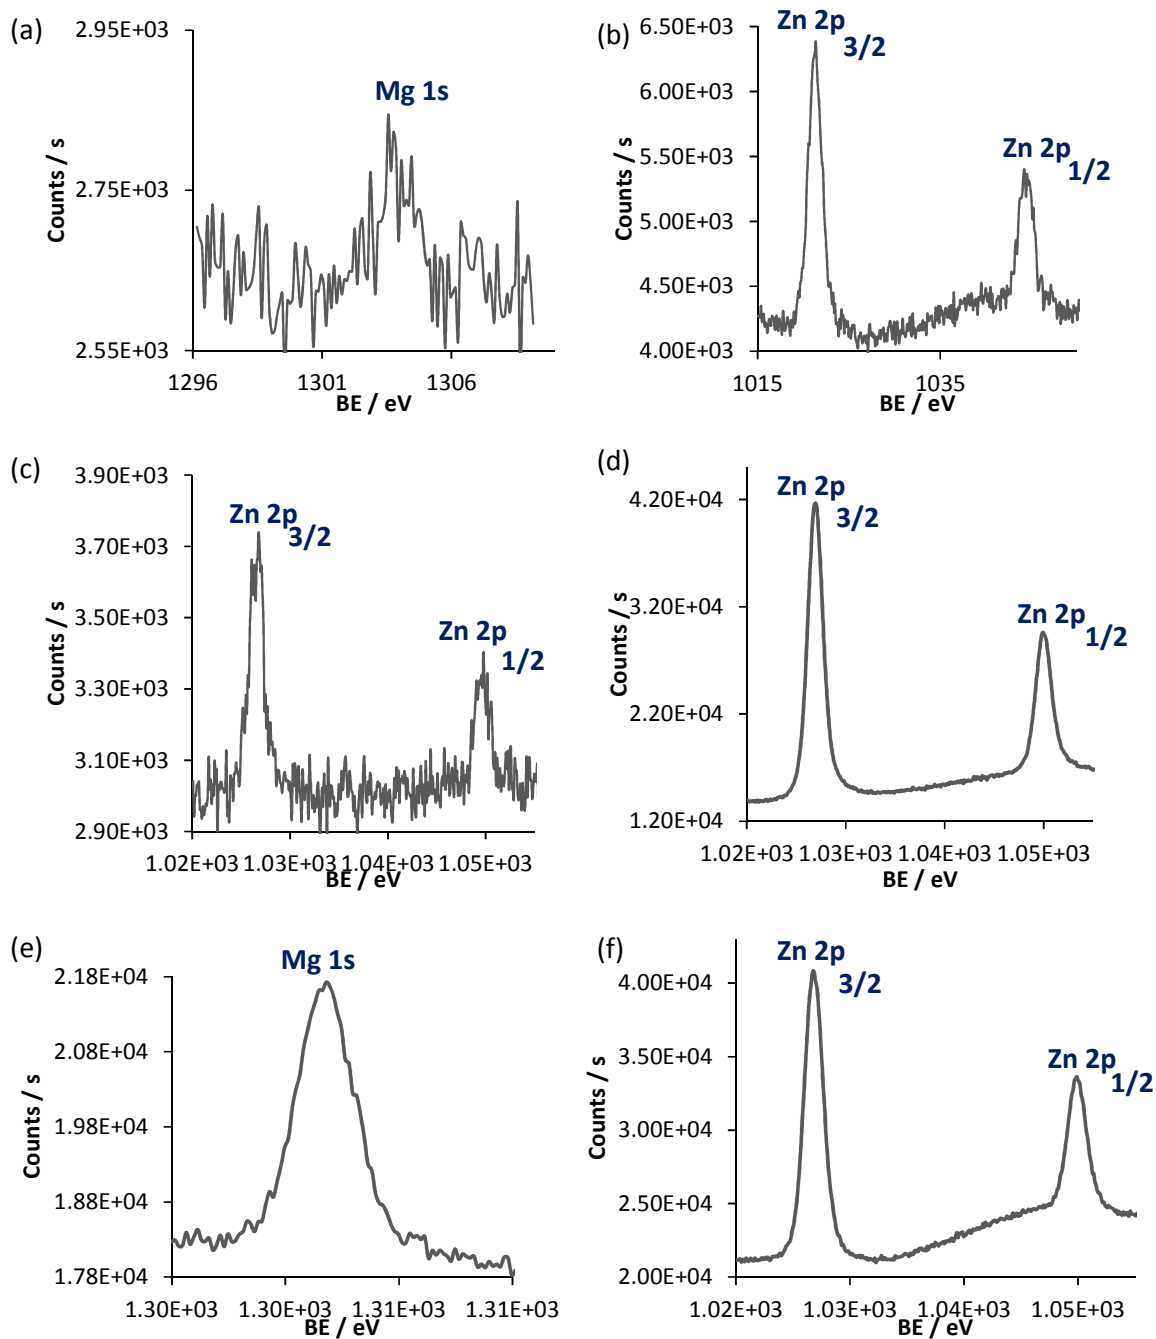 (a)
2.95E+03
2.75E+03
2.55E+03
Counts / s
Mg 1s
1296
1301
1306
BE / eV
(b)
6.50E+03
6.00E+03
5.50E+03
5.00E+03
4.50E+03
4.00E+03
Counts / s
Zn 2p
3/2
Zn 2p
1/2
1015
1035
BE / eV
(c)
3.90E+03
3.70E+03
3.50E+03
3.30E+03
3.10E+03
2.90E+03
Counts / s
Zn 2p
3/2
Zn 2p
1/2
1.02E+03
1.03E+03
1.04E+03
1.05E+03
BE / eV
(d)
4.20E+04
3.20E+04
2.20E+04
1.20E+04
Counts / s
Zn 2p
3/2
Zn 2p
1/2
1.02E+03
1.03E+03
1.04E+03
1.05E+03
BE / eV
(e)
2.18E+04
2.08E+04
1.98E+04
1.88E+04
1.78E+04
Counts / s
Mg 1s
1.30E+03
1.30E+03
1.31E+03
1.31E+03
BE / eV
(f)
4.00E+04
3.50E+04
3.00E+04
2.50E+04
2.00E+04
Counts / s
Zn 2p
3/2
Zn 2p
1/2
1.02E+03
1.03E+03
1.04E+03
1.05E+03
BE / eV